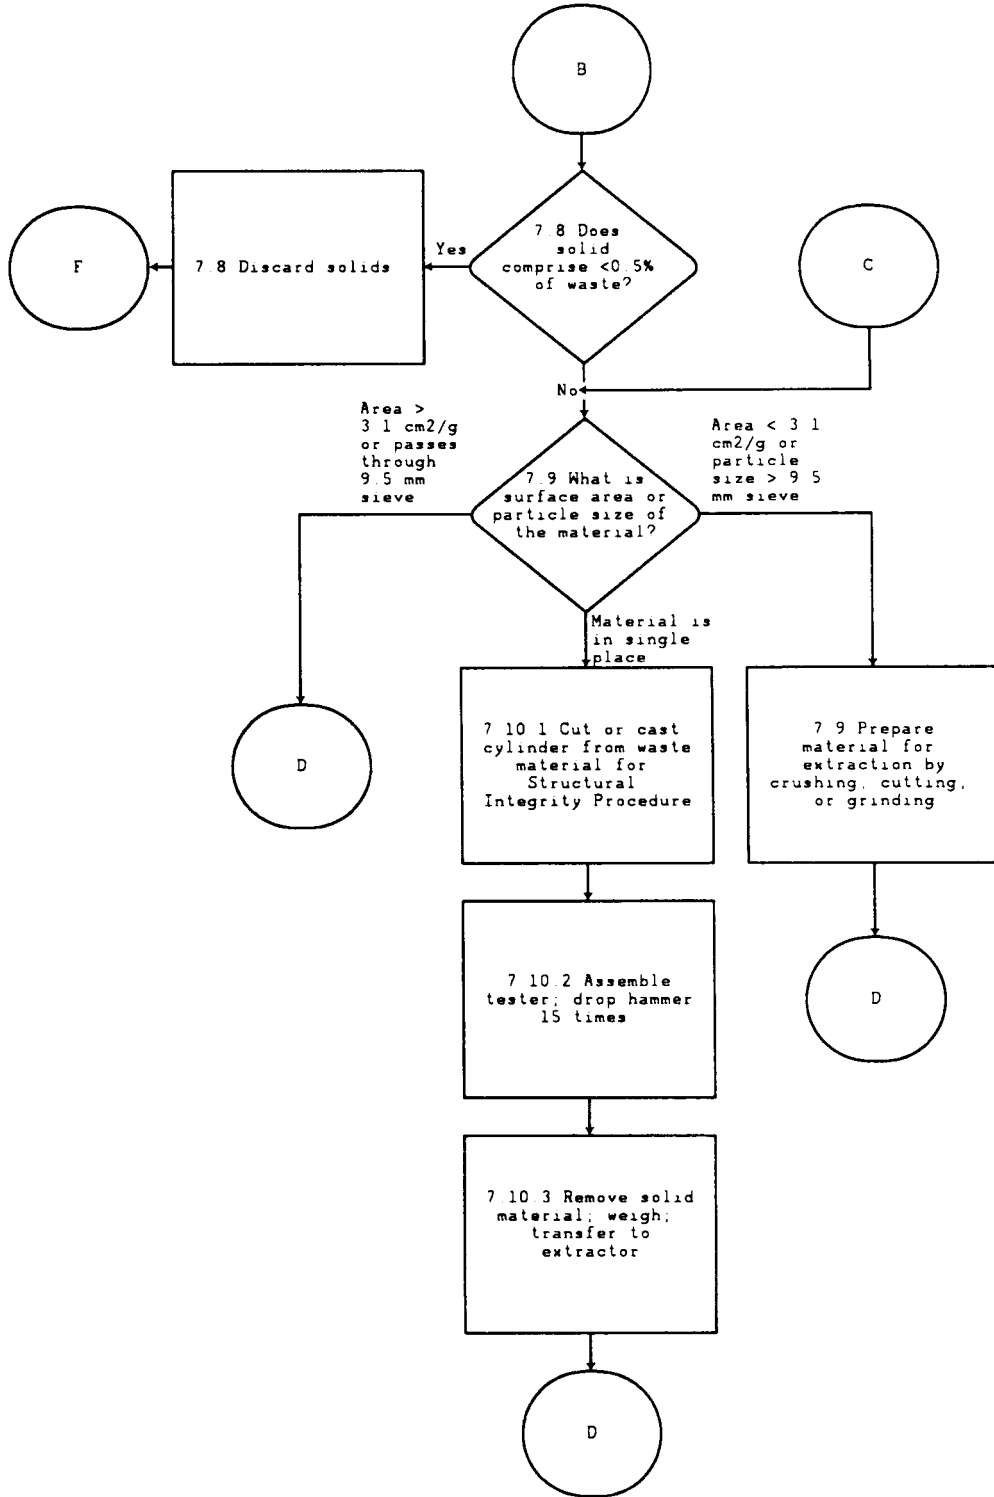 B
7.8 Does
solid
comprise <0.5%
of waste?
Yes
7.8 Discard solids
F
C
No
Area >
3 1 cm2/g
or passes
through
9.5 mm
sieve
Area < 3 1
cm2/g or
particle
size > 9 5
mm sieve
7.9 What is
surface area or
particle size of
the material?
Material is
in single
place
D
7 10 1 Cut or cast
cylinder from waste
material for
Structural
Integrity Procedure
7 9 Prepare
material for
extraction by
crushing, cutting,
or grinding
7 10.2 Assemble
tester; drop hammer
15 times
D
7.10.3 Remove solid
material; weigh;
transfer to
extractor
D